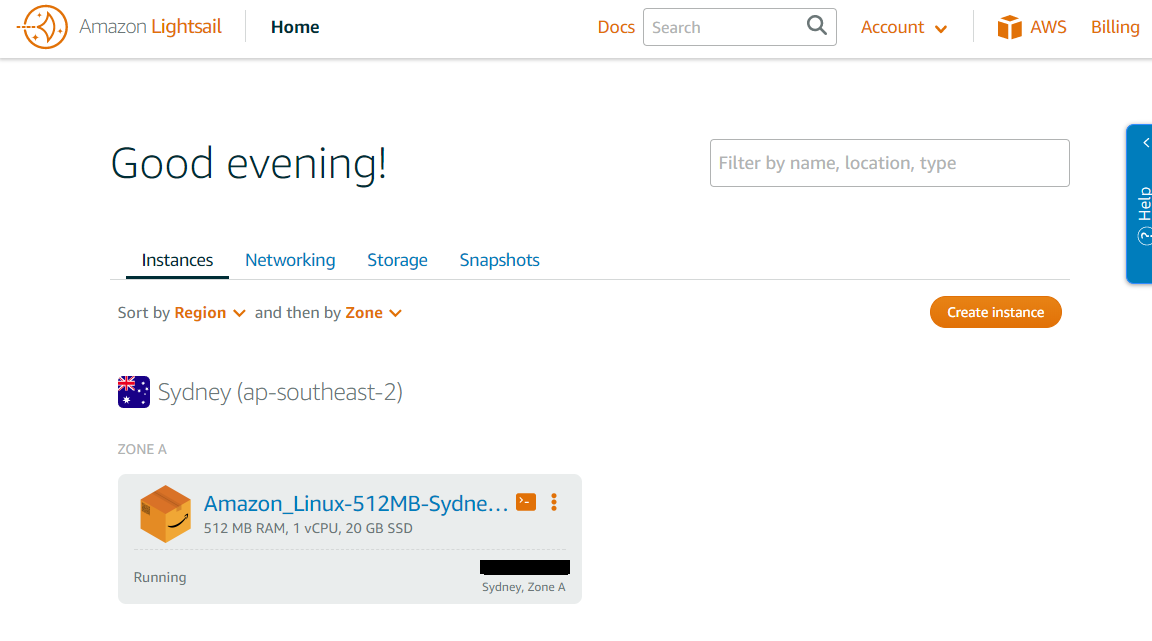 Amazon Lightsail Home Docs Search Account AWS Billing
Good evening!
Filter by name, location, type
? Help
Instances Networking Storage Snapshots
Sort by Region and then by Zone
Create instance
Sydney (ap-southeast-2)
ZONE A
Amazon_Linux-512MB-Sydne... >-
512 MB RAM, 1 vCPU, 20 GB SSD
Running
Sydney, Zone A